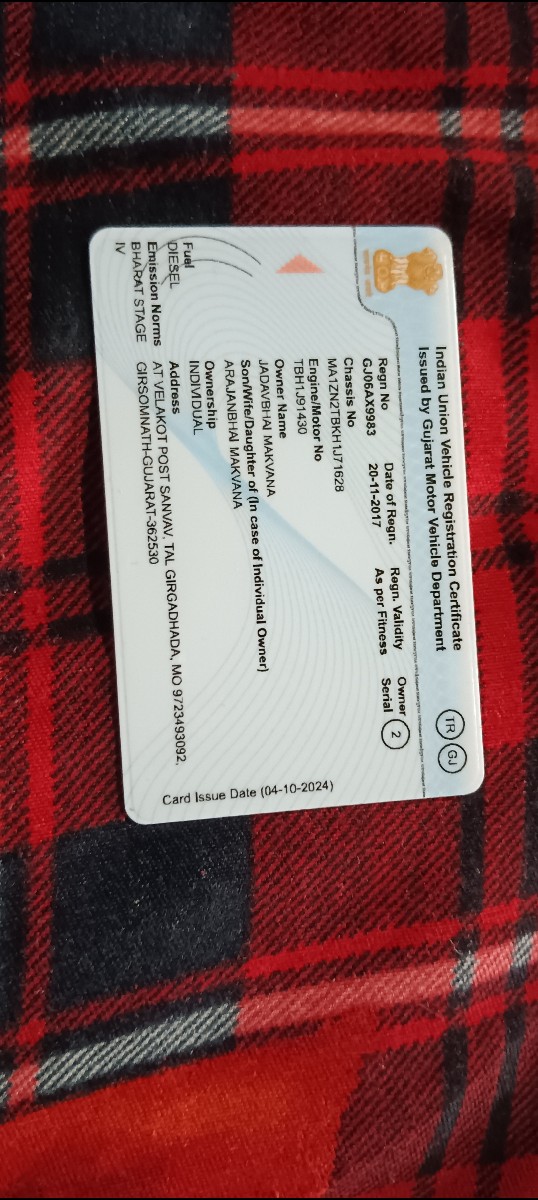 Indian Union Vehicle Registration Certificate
Issued by Gujarat Motor Vehicle Department
TR GJ
Regn No Date of Regn. Regn. Validity Owner
GJ06AX9983 20-11-2017 As per Fitness Serial 2
Chassis No
MA1ZN2TBKH1J71628
Engine/Motor No
TBH1J91430
Owner Name
JADAVBHAI MAKVANA
Son/Wife/Daughter of (In case of Individual Owner)
ARAJANBHAI MAKVANA
Ownership
INDIVIDUAL
Fuel
DIESEL
Emission Norms
BHARAT STAGE
IV
Address
AT VELAKOT POST SANVAV, TAL GIRGADHADA, MO 9723493092,
GIRSOMNATH-GUJARAT-362530
Card Issue Date (04-10-2024)